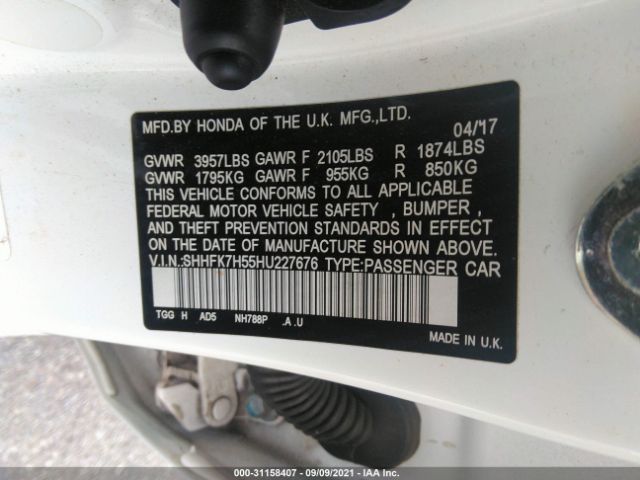 MFD.BY HONDA OF THE U.K. MFG.,LTD. 04/17
GVWR 3957LBS GAWR F 2105LBS R 1874LBS
GVWR 1795KG GAWR F 955KG R 850KG
THIS VEHICLE CONFORMS TO ALL APPLICABLE
FEDERAL MOTOR VEHICLE SAFETY , BUMPER ,
AND THEFT PREVENTION STANDARDS IN EFFECT
ON THE DATE OF MANUFACTURE SHOWN ABOVE.
V.I.N.:SHHFK7H55HU227676 TYPE:PASSENGER CAR
TGG H AD5 NH788P .A .U
MADE IN U.K.
000-31158407 - 09/09/2021 - IAA Inc.